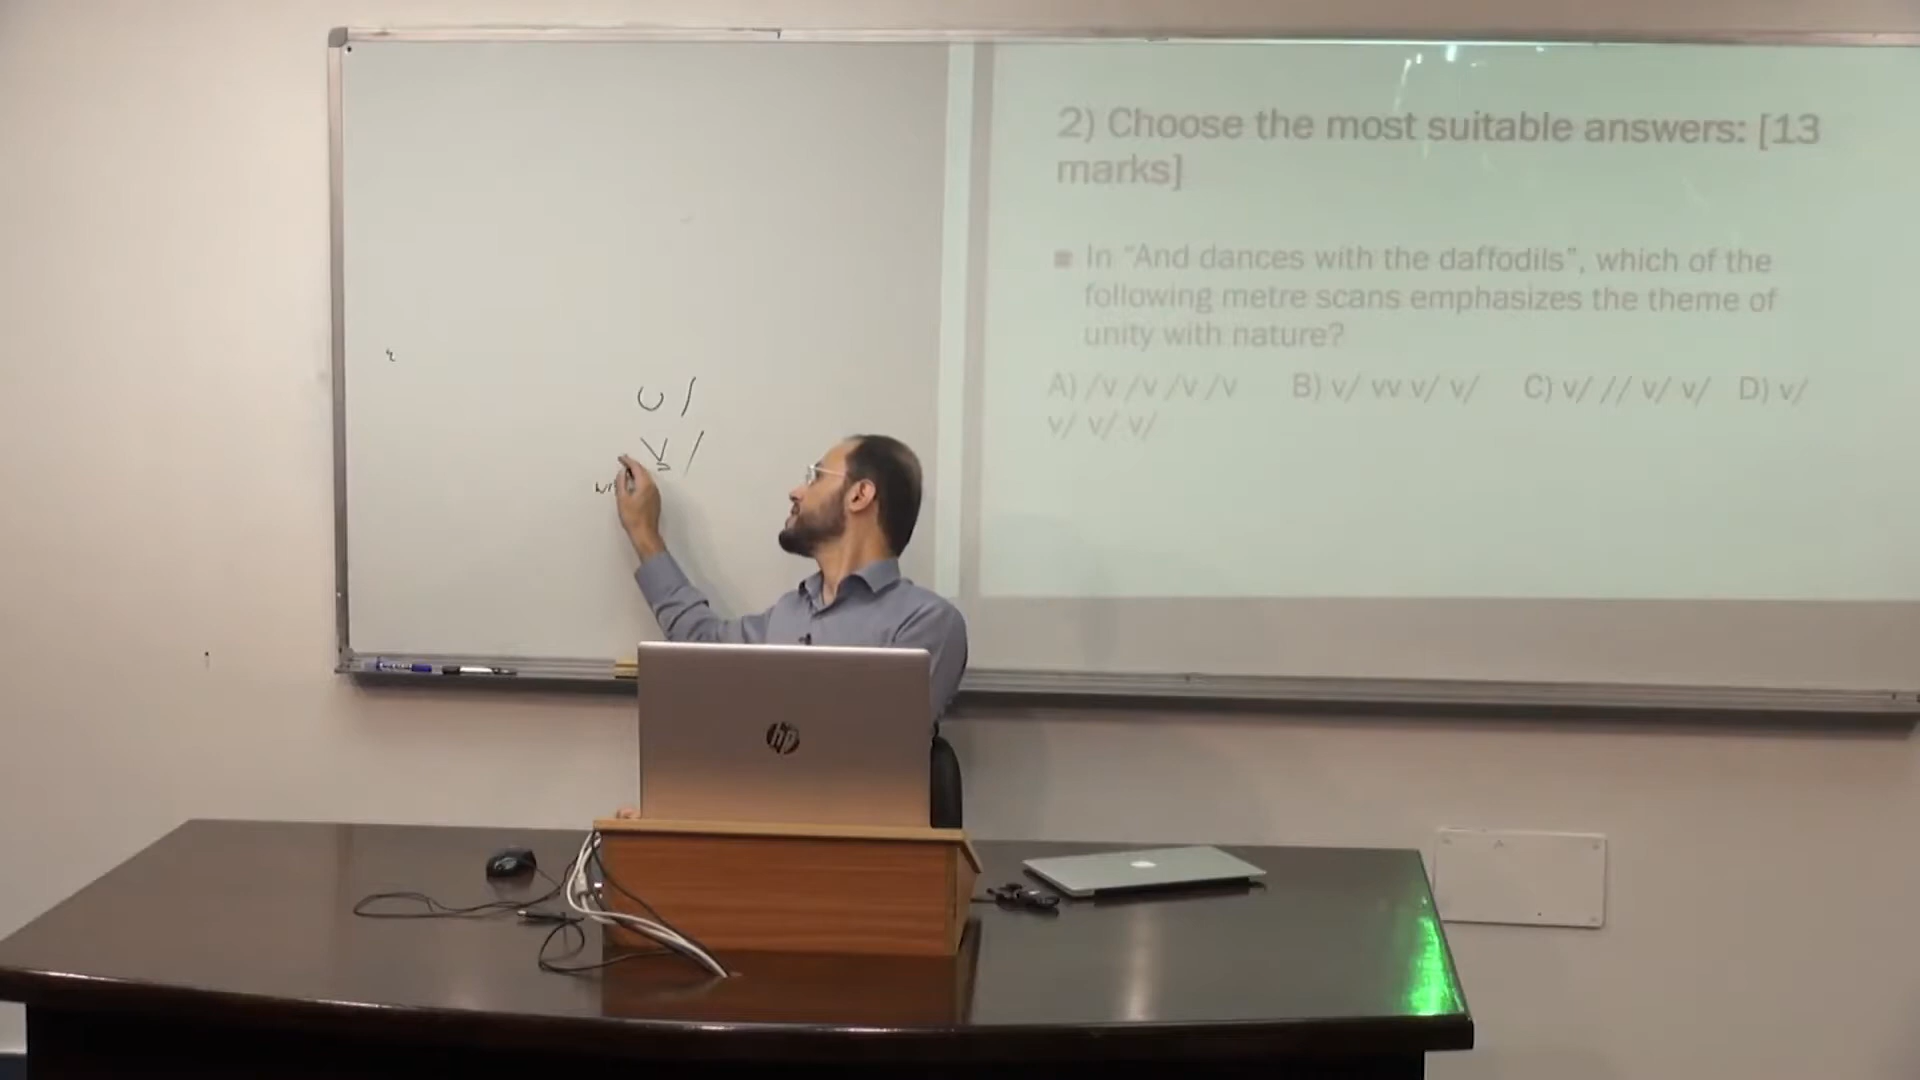 U /
V /
2) Choose the most suitable answers: [13
marks]
In “And dances with the daffodils”, which of the
following metre scans emphasizes the theme of
unity with nature?
A) /v /v /v /v B) v/ vv v/ v/ C) v/ // v/ v/ D) v/
v/ v/ v/
hp